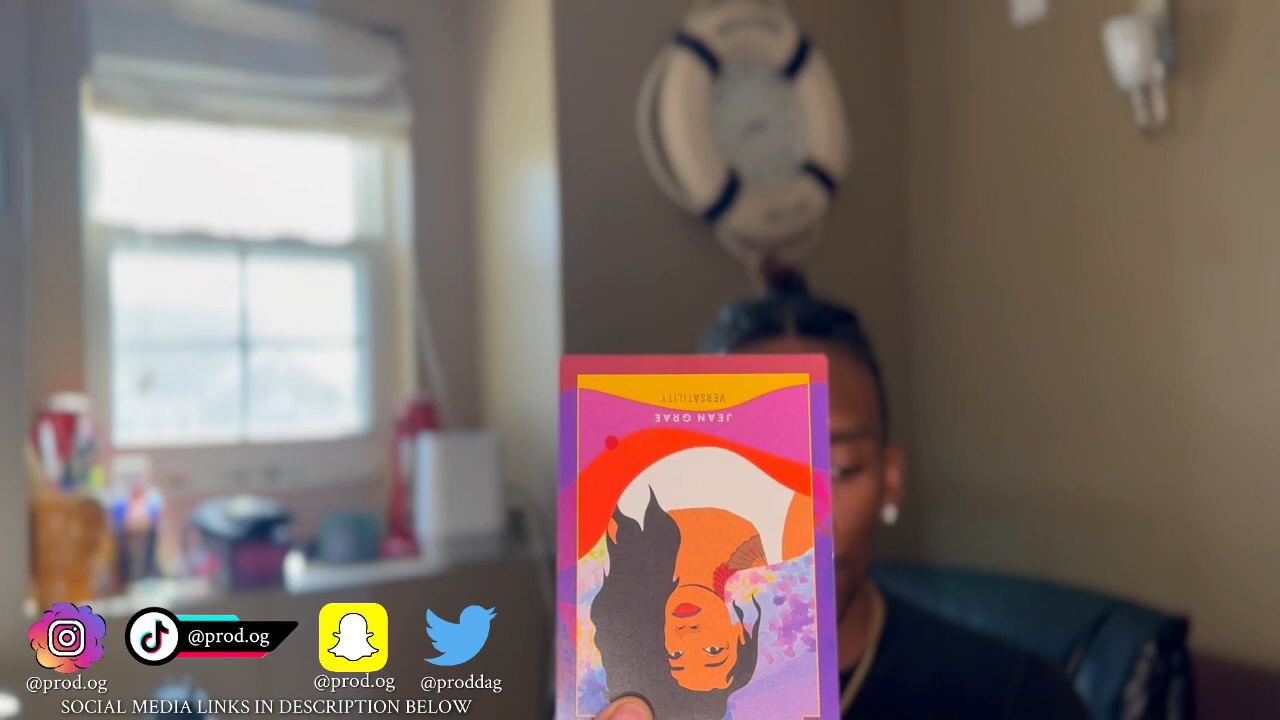 VERSATILITY
JEAN GRAE
@prod.og
@prod.og
@prod.og
@proddag
SOCIAL MEDIA LINKS IN DESCRIPTION BELOW